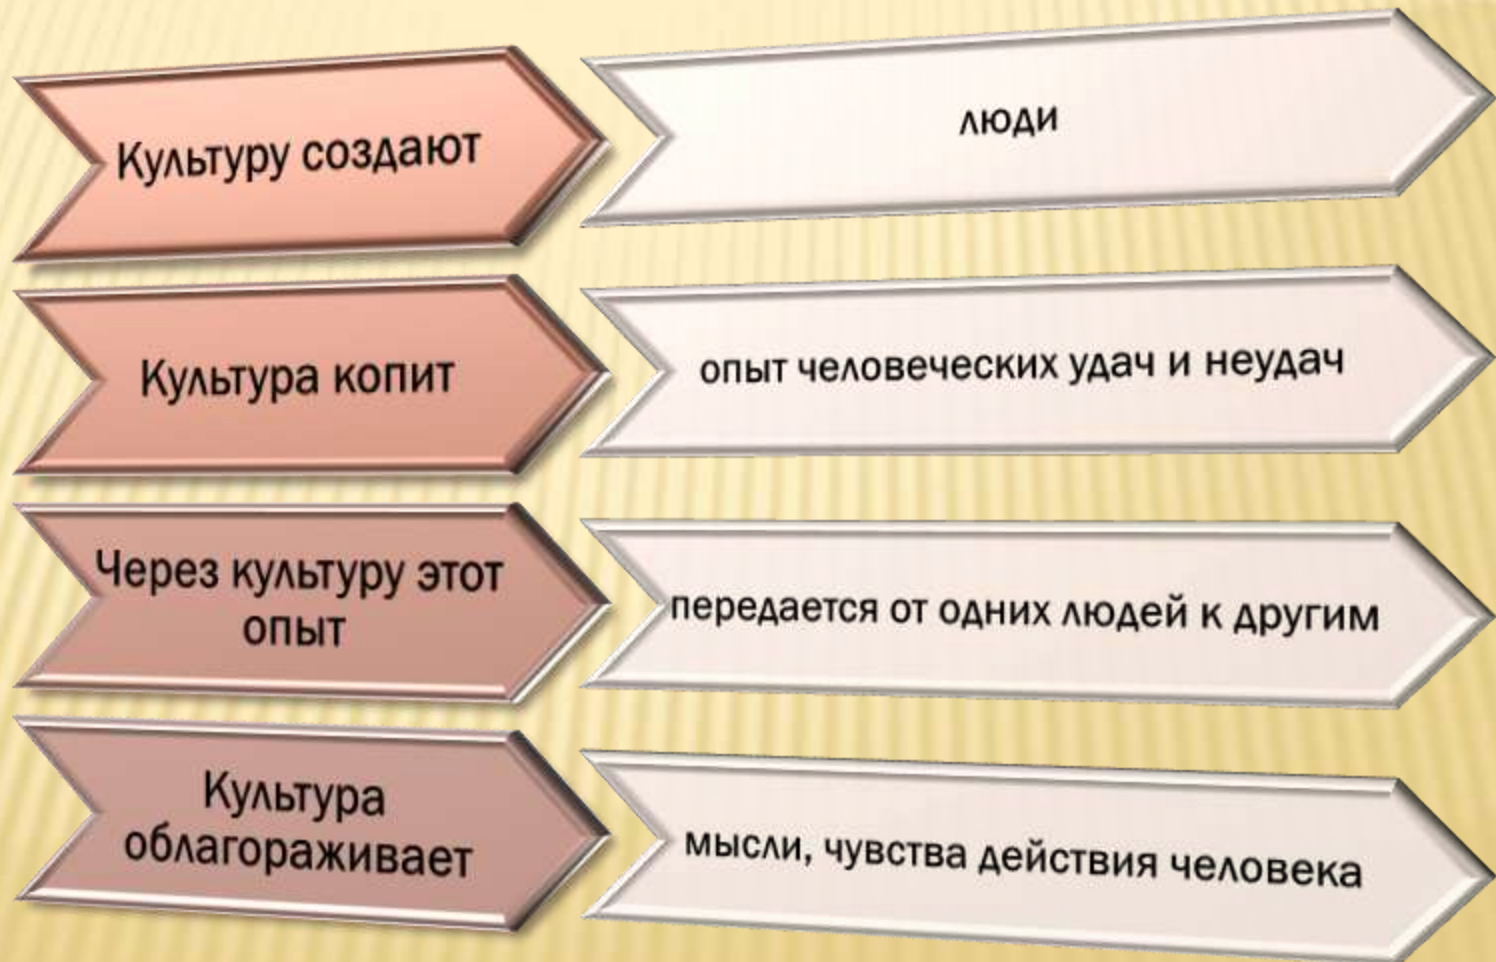 Культуру создают
люди
Культура копит
опыт человеческих удач и неудач
Через культуру этот
опыт
передается от одних людей к другим
Культура
облагораживает
мысли, чувства действия человека